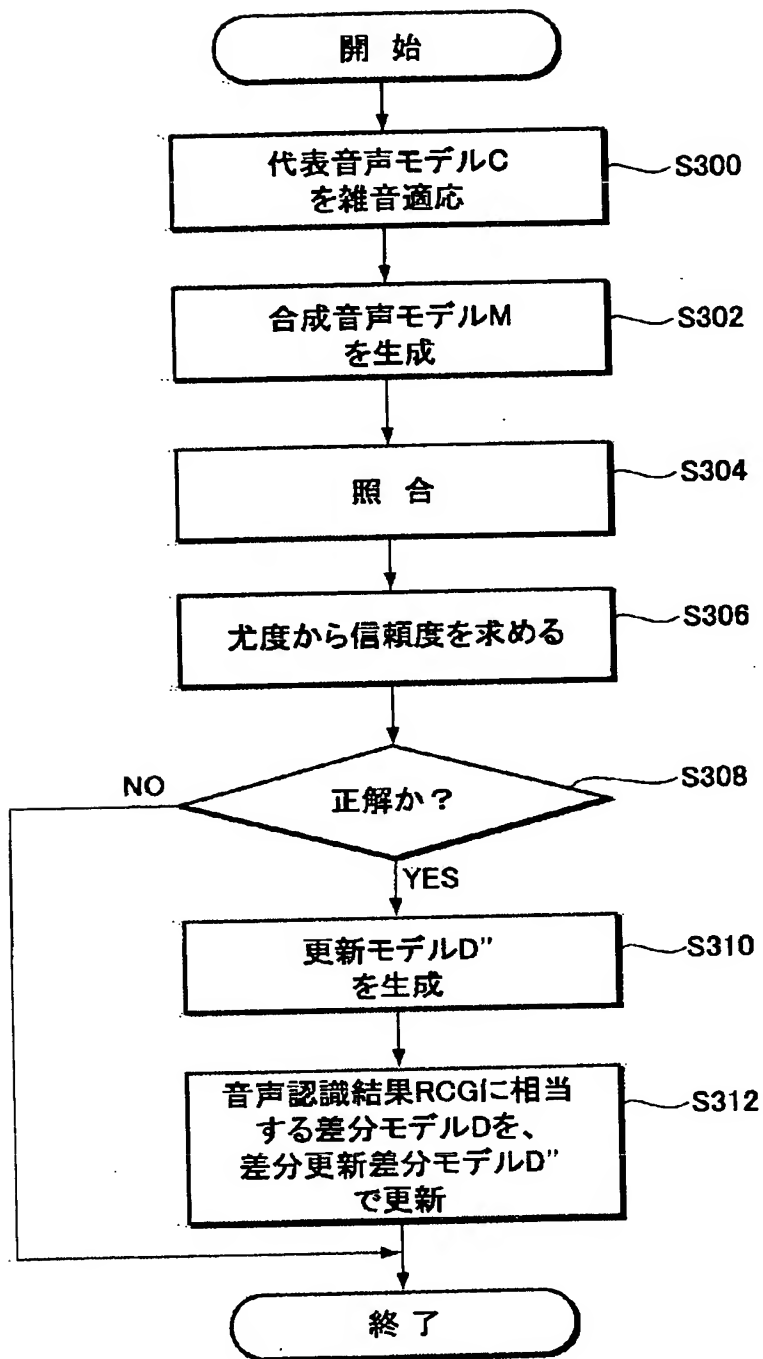 開 始
代表音声モデルC
を雑音適応
S300
合成音声モデルM
を生成
S302
照 合
S304
尤度から信頼度を求める
S306
正解か？
S308
NO
YES
更新モデルD”
を生成
S310
音声認識結果RCGに相当
する差分モデルDを、
差分更新差分モデルD”
で更新
S312
終 了